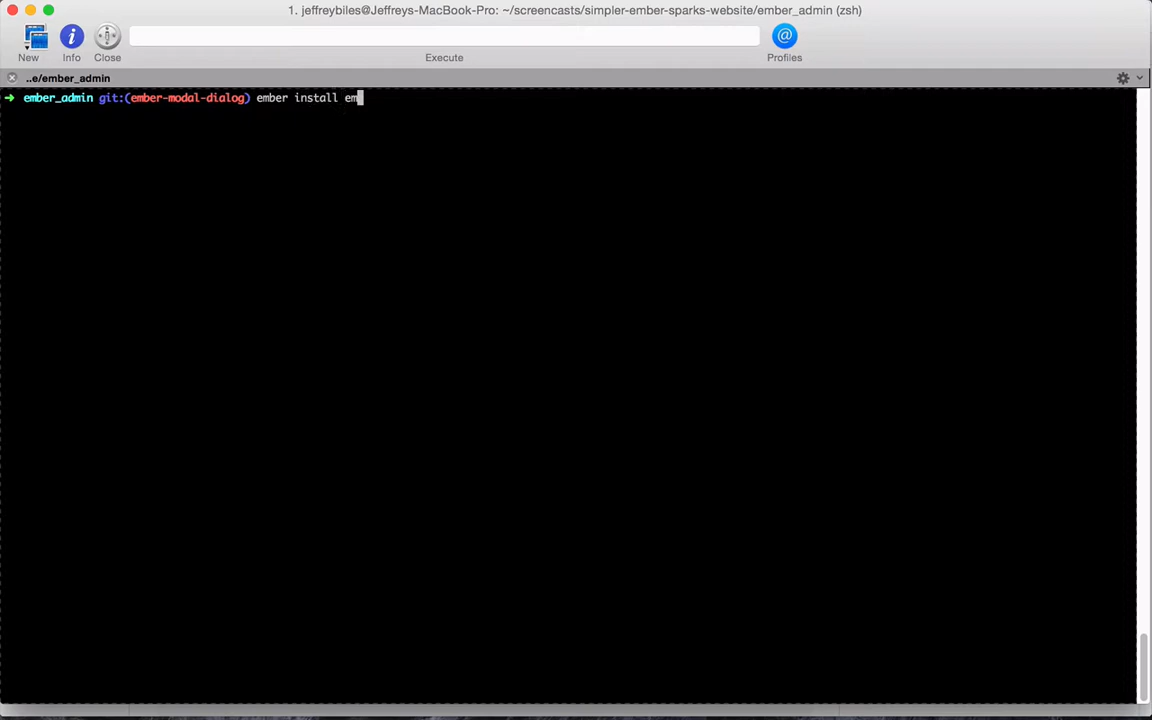 1. jeffreybiles@Jeffreys-MacBook-Pro: ~/screencasts/simpler-ember-sparks-website/ember_admin (zsh)
New Info Close Execute Profiles
..e/ember_admin
➜ ember_admin git:(ember-modal-dialog) ember install em